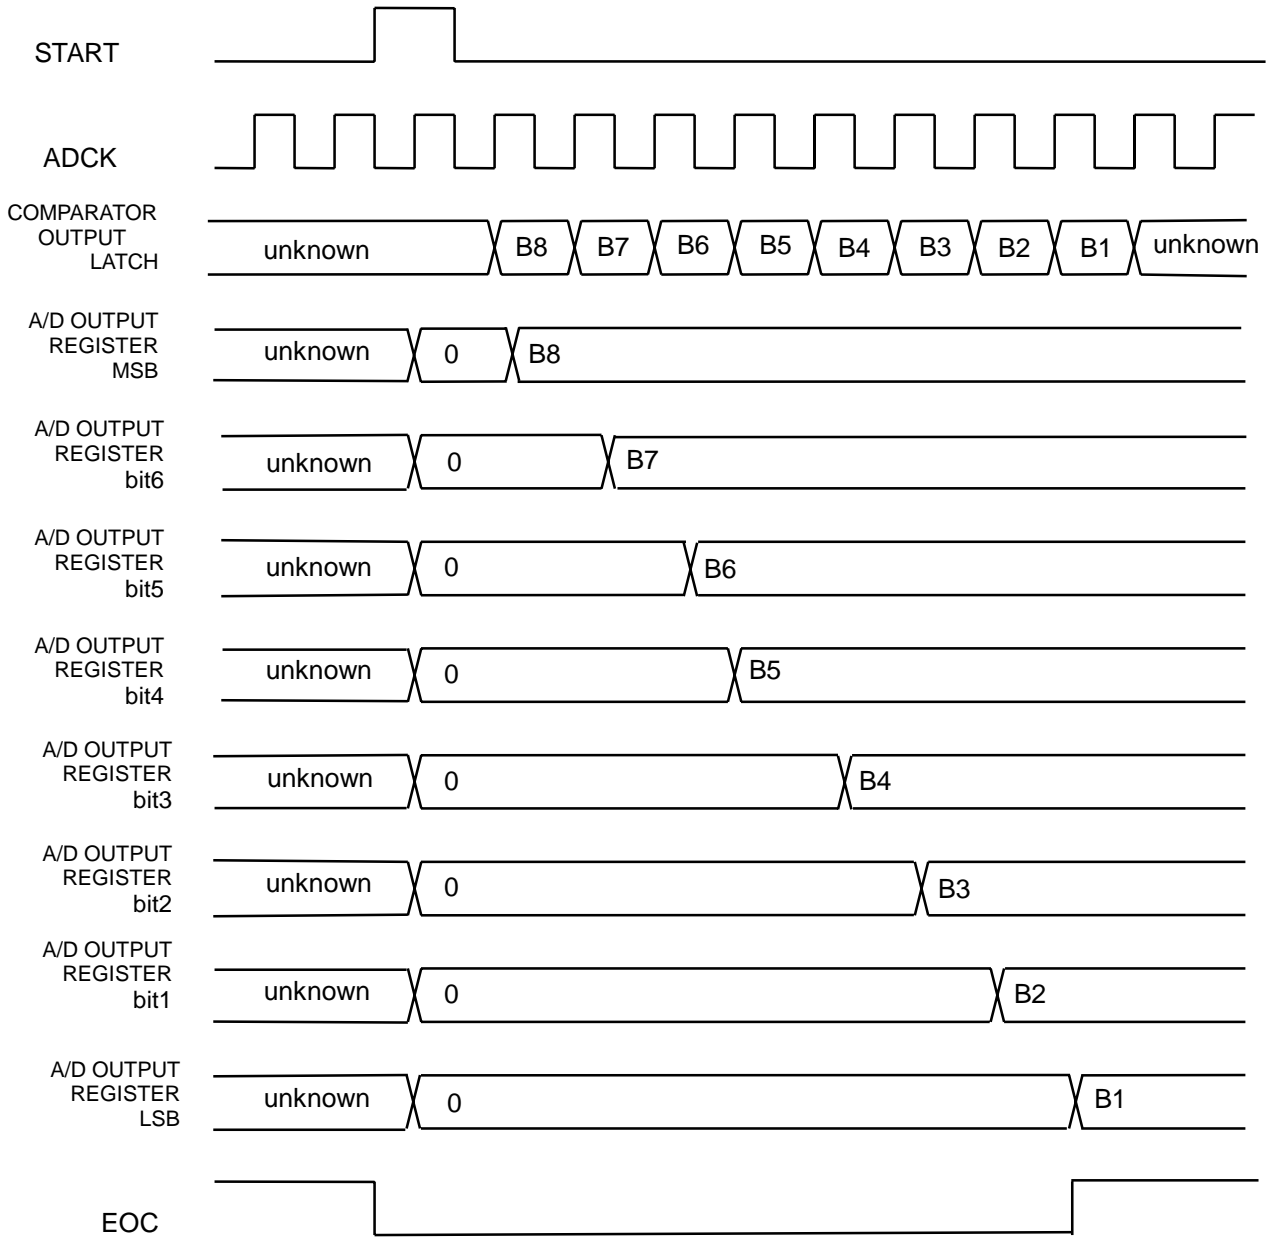 START
ADCK
COMPARATOR
OUTPUT
LATCH
unknown B8 B7 B6 B5 B4 B3 B2 B1 unknown
A/D OUTPUT
REGISTER
MSB
unknown 0 B8
A/D OUTPUT
REGISTER
bit6
unknown 0 B7
A/D OUTPUT
REGISTER
bit5
unknown 0 B6
A/D OUTPUT
REGISTER
bit4
unknown 0 B5
A/D OUTPUT
REGISTER
bit3
unknown 0 B4
A/D OUTPUT
REGISTER
bit2
unknown 0 B3
A/D OUTPUT
REGISTER
bit1
unknown 0 B2
A/D OUTPUT
REGISTER
LSB
unknown 0 B1
EOC